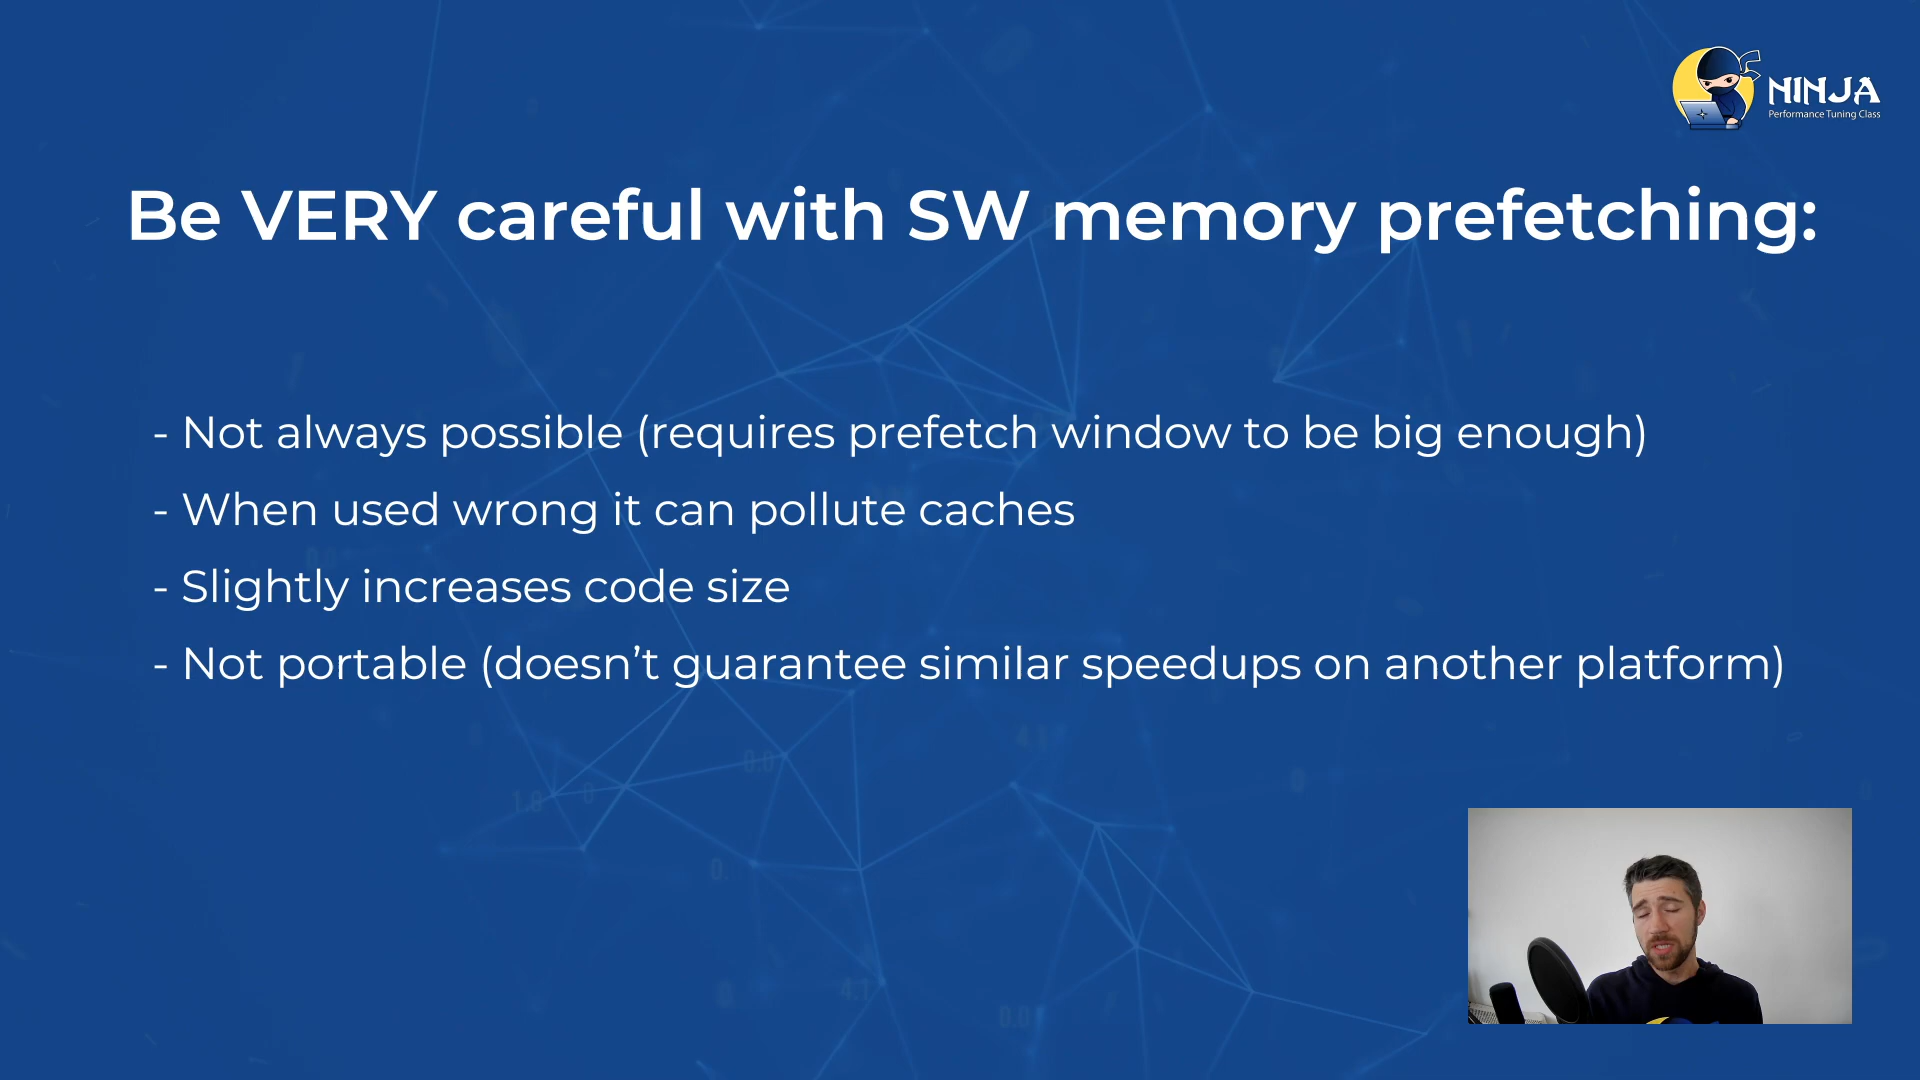 NINJA
Performance Tuning Class
Be VERY careful with SW memory prefetching:
- Not always possible (requires prefetch window to be big enough)
- When used wrong it can pollute caches
- Slightly increases code size
- Not portable (doesn’t guarantee similar speedups on another platform)